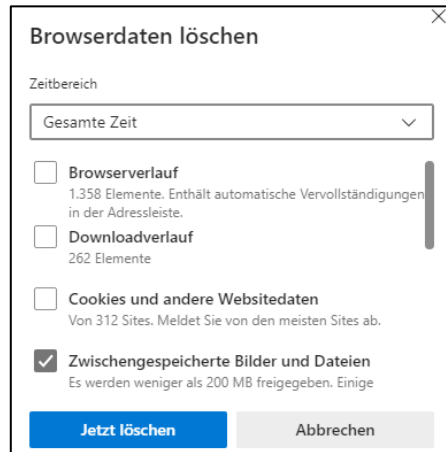 Browserdaten löschen
Zeitbereich
Gesamte Zeit
Browserverlauf
1.358 Elemente. Enthält automatische Vervollständigungen
in der Adressleiste.
Downloadverlauf
262 Elemente
Cookies und andere Websitedaten
Von 312 Sites. Meldet Sie von den meisten Sites ab.
Zwischengespeicherte Bilder und Dateien
Es werden weniger als 200 MB freigegeben. Einige
Jetzt löschen
Abbrechen